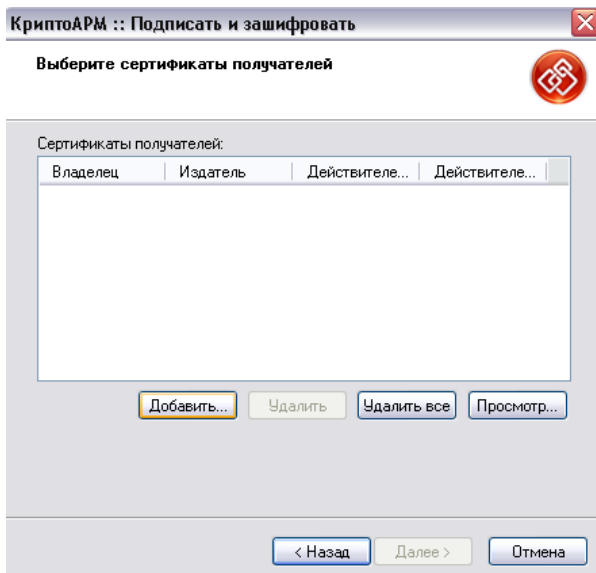 КриптоАРМ :: Подписать и зашифровать
Выберите сертификаты получателей
Сертификаты получателей:
Владелец Издатель Действителе... Действителе...
Добавить... Удалить Удалить все Просмотр...
< Назад Далее > Отмена